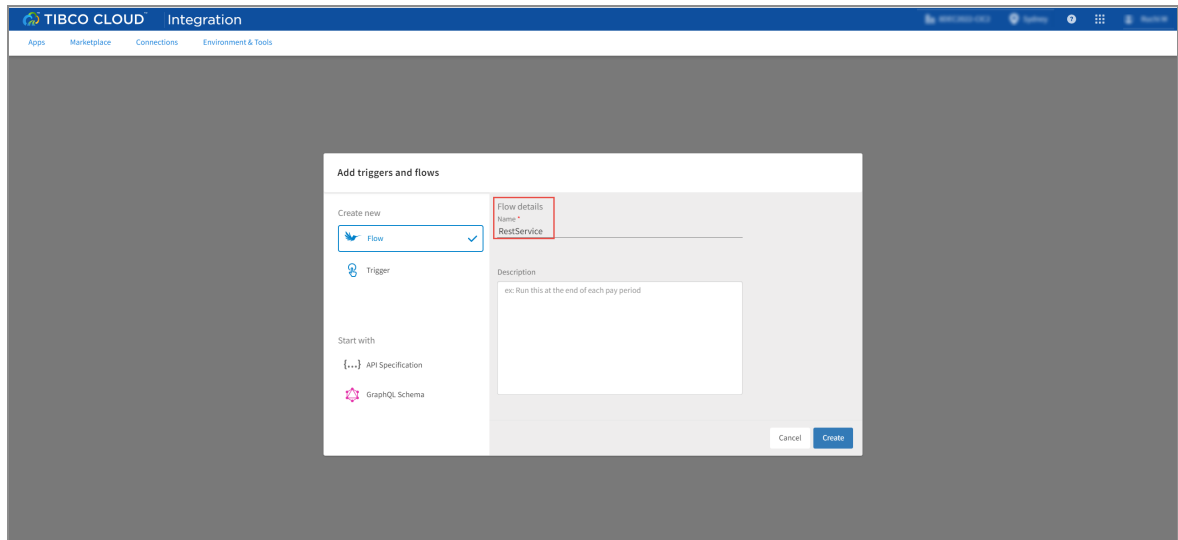 TIBCO CLOUD™ Integration
Apps Marketplace Connections Environment & Tools
Add triggers and flows
Create new
Flow
Trigger
Start with
{...} API Specification
GraphQL Schema
Flow details
Name *
RestService
Description
ex: Run this at the end of each pay period
Cancel Create